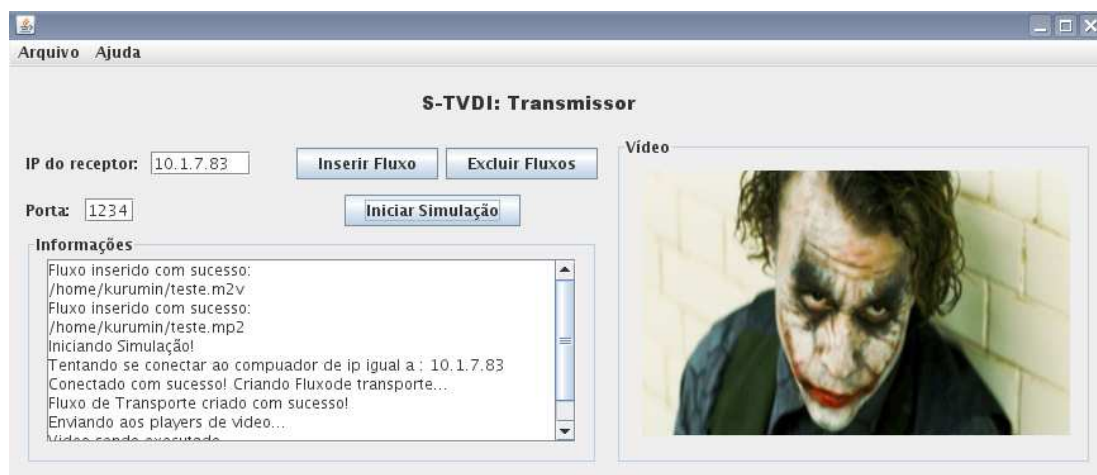 Arquivo Ajuda
S-TVDI: Transmissor
IP do receptor: 10.1.7.83 Inserir Fluxo Excluir Fluxos
Porta: 1234 Iniciar Simulação
Informações
Fluxo inserido com sucesso:
/home/kurumin/teste.m2v
Fluxo inserido com sucesso:
/home/kurumin/teste.mp2
Iniciando Simulação!
Tentando se conectar ao compuador de ip igual a : 10.1.7.83
Conectado com sucesso! Criando Fluxode transporte...
Fluxo de Transporte criado com sucesso!
Enviando aos players de video...
Vídeo